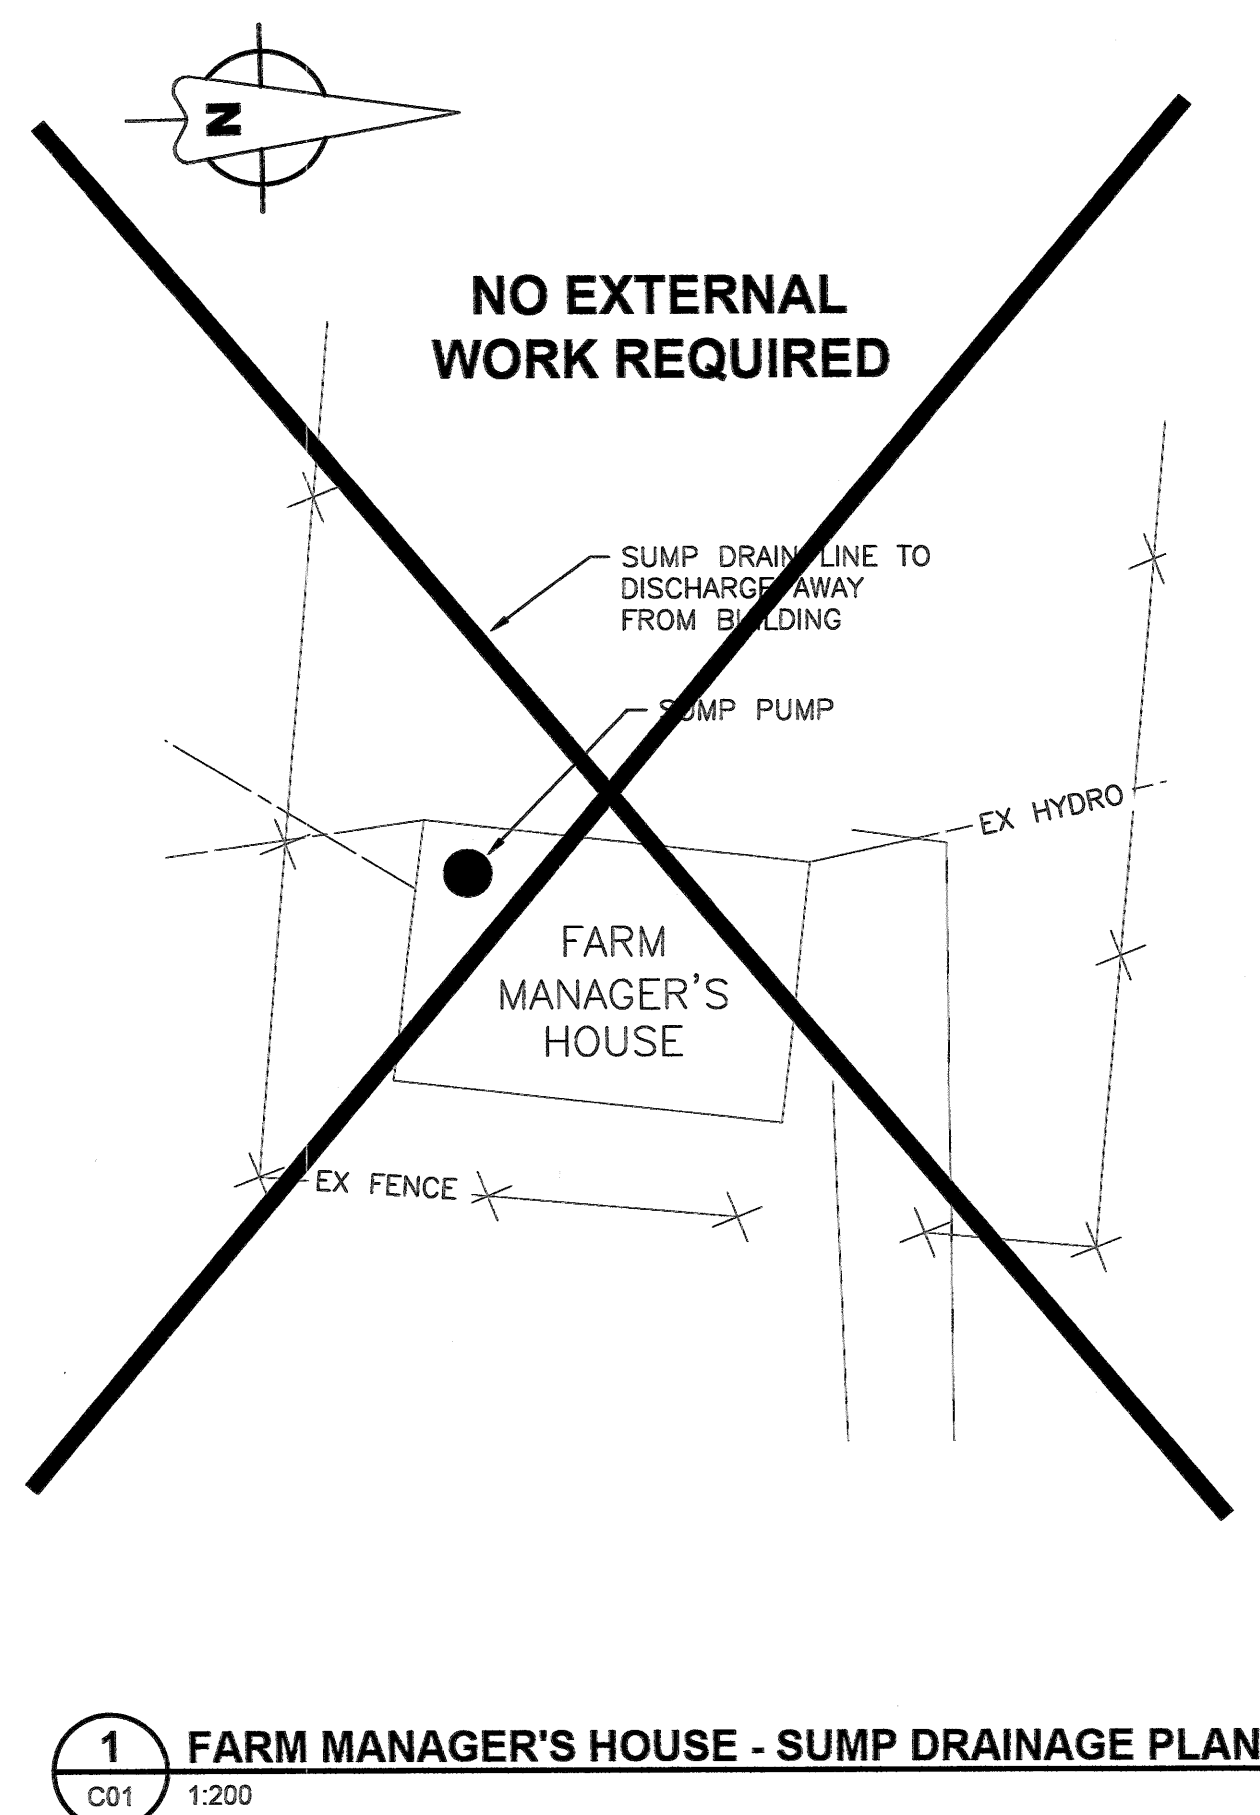 N
NO EXTERNAL
WORK REQUIRED
SUMP DRAIN LINE TO
DISCHARGE AWAY
FROM BUILDING
SUMP PUMP
EX HYDRO
FARM
MANAGER'S
HOUSE
EX FENCE
1
FARM MANAGER'S HOUSE - SUMP DRAINAGE PLAN
C01
1:200